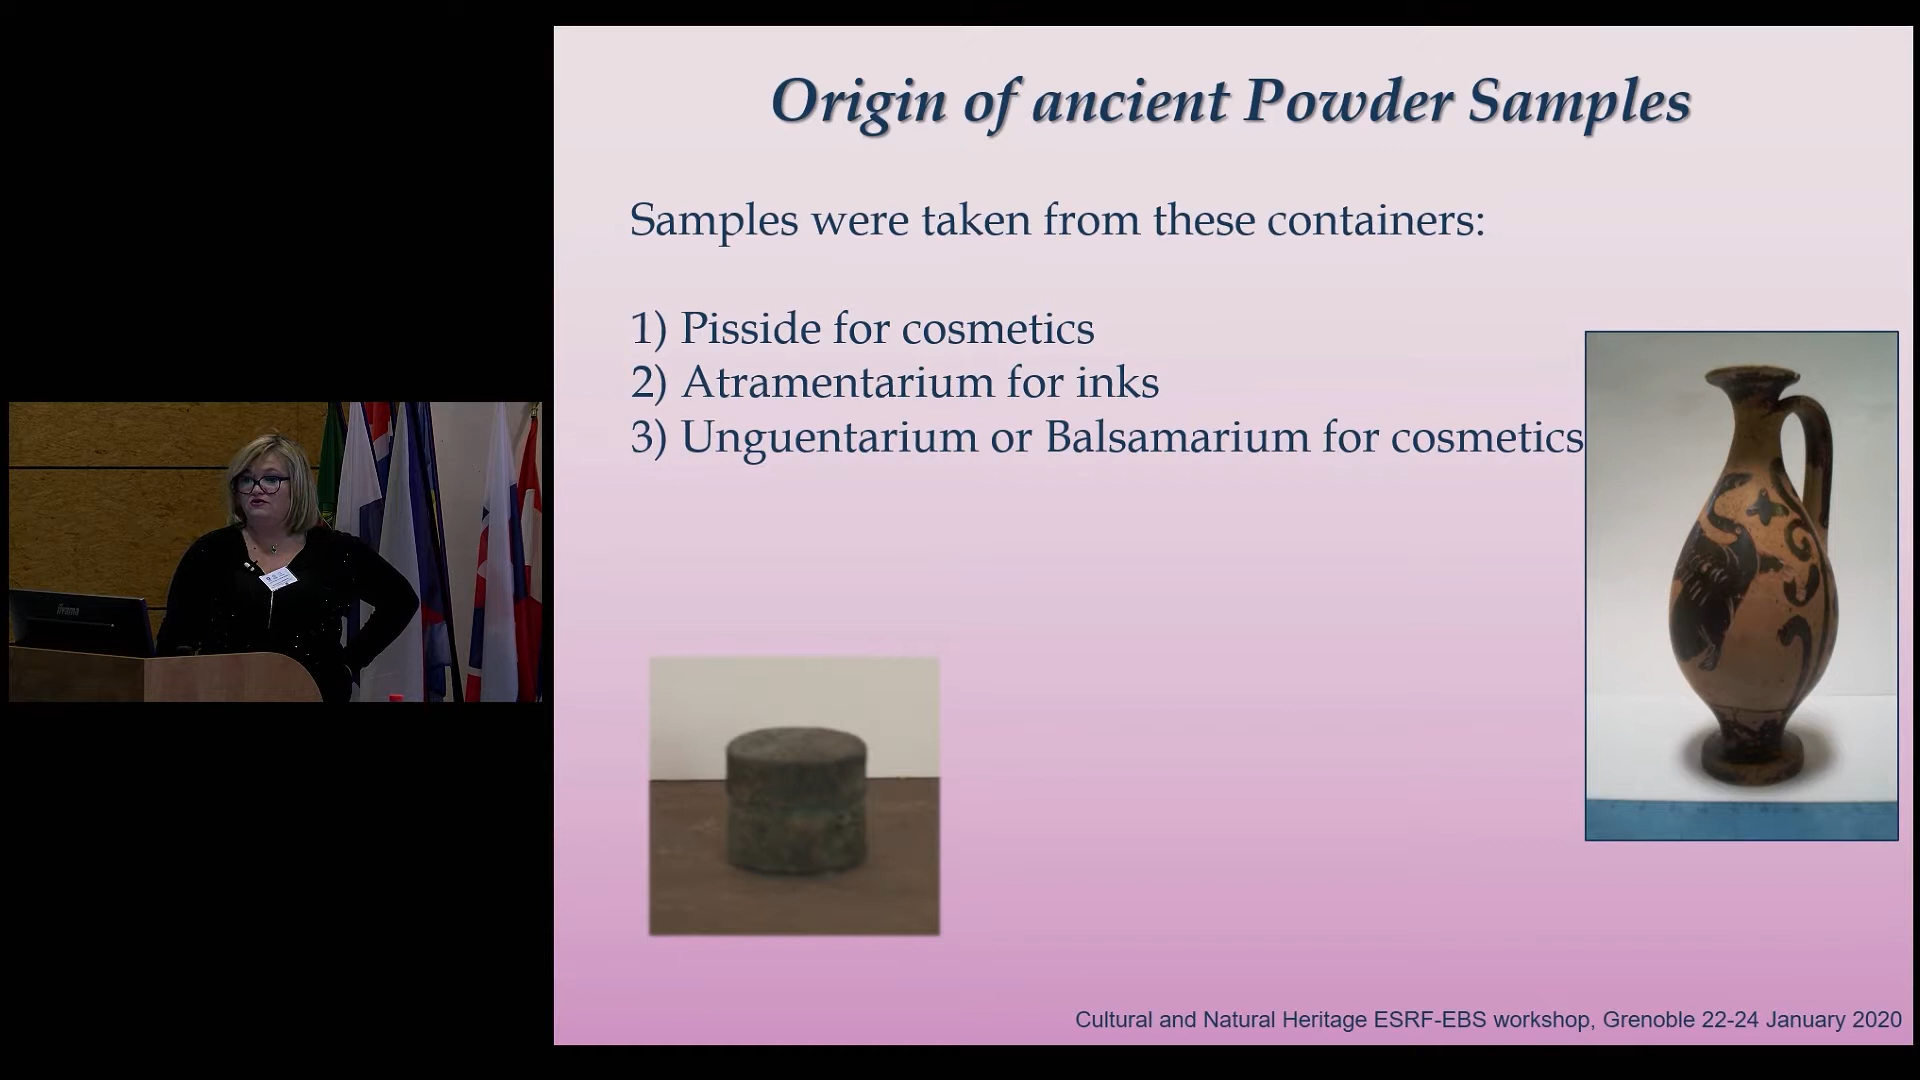 Origin of ancient Powder Samples
Samples were taken from these containers:
1) Pisside for cosmetics
2) Atramentarium for inks
3) Unguentarium or Balsamarium for cosmetics
Cultural and Natural Heritage ESRF-EBS workshop, Grenoble 22-24 January 2020
iiyama